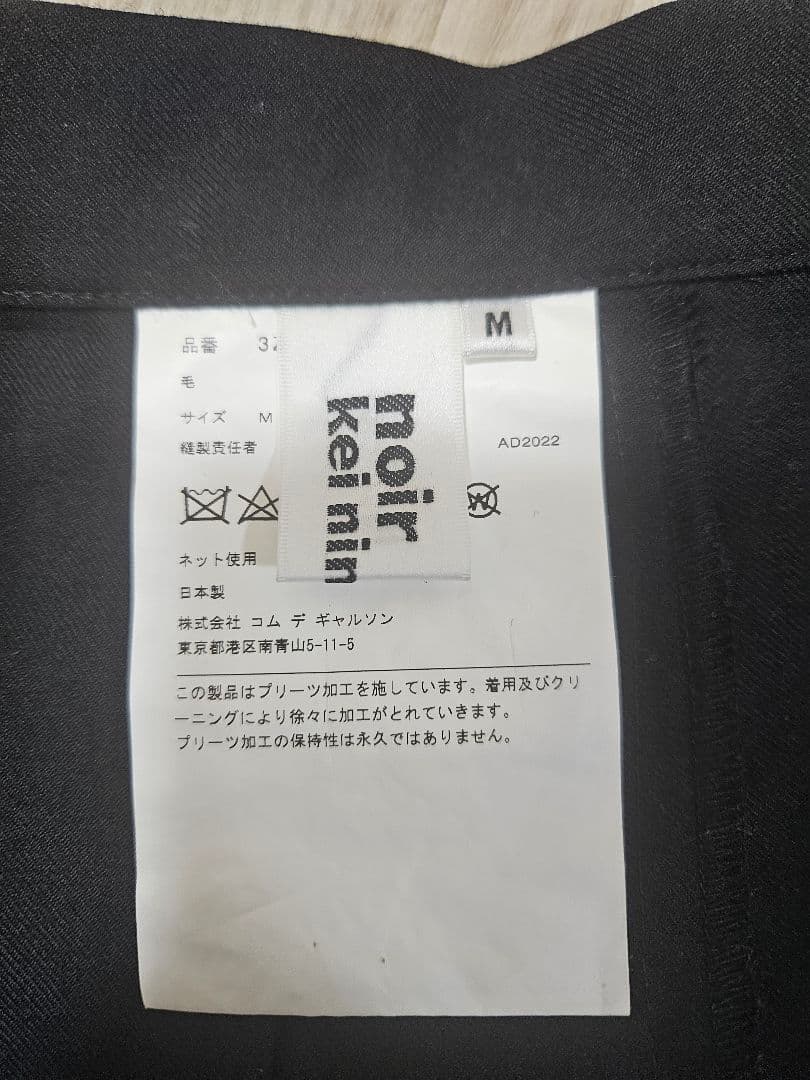 品番 3Z
毛
サイズ M
縫製責任者
AD2022
M
noir
kei nin
ネット使用
日本製
株式会社 コム デ ギャルソン
東京都港区南青山5-11-5
この製品はプリーツ加工を施しています。着用及びクリ
ーニングにより徐々に加工がとれていきます。
プリーツ加工の保持性は永久ではありません。